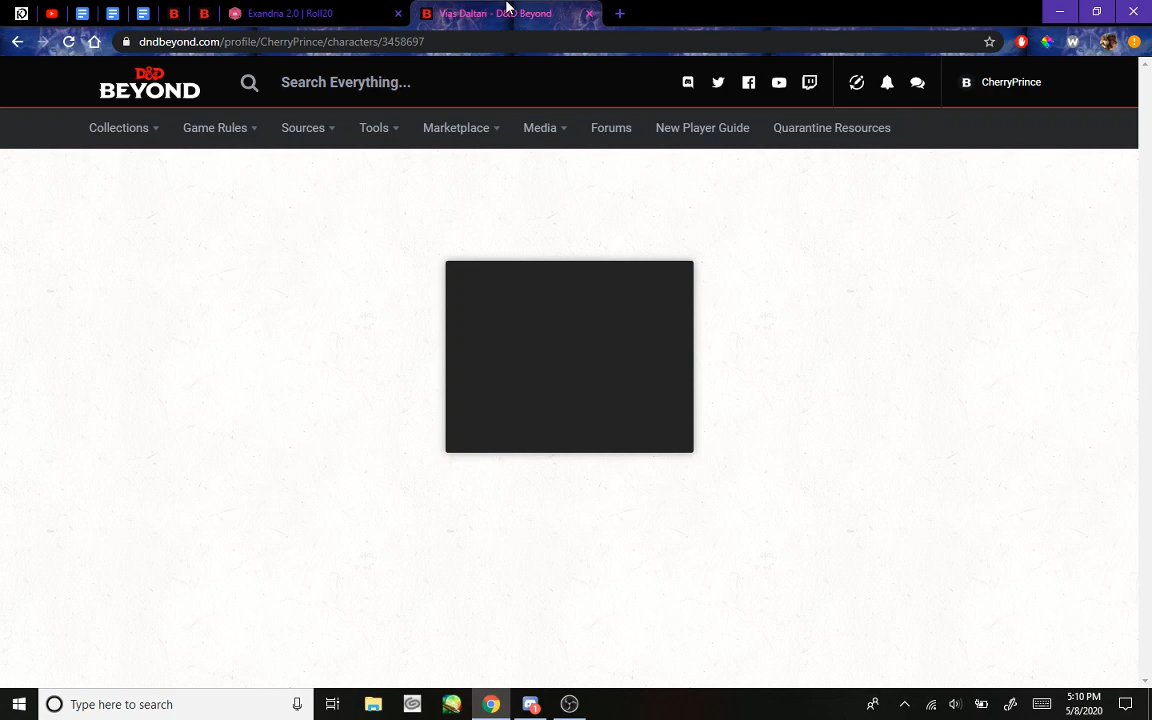 Exandria 2.0 | Roll20
Vias Daltari - D&D Beyond
dndbeyond.com/profile/CherryPrince/characters/3458697
D&D
BEYOND
Search Everything...
CherryPrince
Collections
Game Rules
Sources
Tools
Marketplace
Media
Forums
New Player Guide
Quarantine Resources
Type here to search
5:10 PM
5/8/2020